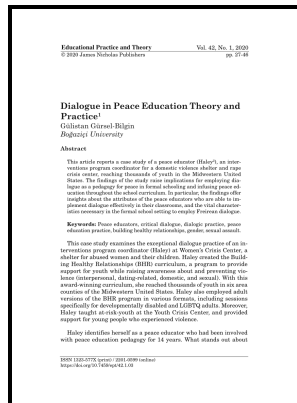 Educational Practice and Theory Vol. 42, No. 1, 2020
© 2020 James Nicholas Publishers pp. 27-46
Dialogue in Peace Education Theory and
Practice¹
Gülistan Gürsel-Bilgin
Boğaziçi University
Abstract
This article reports a case study of a peace educator (Haley²), an inter-
ventions program coordinator for a domestic violence shelter and rape
crisis center, reaching thousands of youth in the Midwestern United
States. The findings of the study raise implications for employing dia-
logue as a pedagogy for peace in formal schooling and infusing peace ed-
ucation throughout the school curriculum. In particular, the findings offer
insights about the attributes of the peace educators who are able to im-
plement dialogue effectively in their classrooms, and the vital character-
istics necessary in the formal school setting to employ Freirean dialogue.
Keywords: Peace educators, critical dialogue, dialogic practice, peace
education practice, building healthy relationships, gender, sexual assault.
This case study examines the exceptional dialogue practice of an in-
terventions program coordinator (Haley) at Women's Crisis Center, a
shelter for abused women and their children. Haley created the Build-
ing Healthy Relationships (BHR) curriculum, a program to provide
support for youth while raising awareness about and preventing vio-
lence (interpersonal, dating-related, domestic, and sexual). With this
award-winning curriculum, she reached thousands of youth in six area
counties of the Midwestern United States. Haley also employed adult
versions of the BHR program in various formats, including sessions
specifically for developmentally disabled and LGBTQ adults. Moreover,
Haley taught at-risk-youth at the Youth Crisis Center, and provided
support for young people who experienced violence.
Haley identifies herself as a peace educator who had been involved
with peace education pedagogy for 14 years. What stands out about
ISSN 1323-577X (print) / 2201-0599 (online)
https://doi.org/10.7459/ept/42.1.03